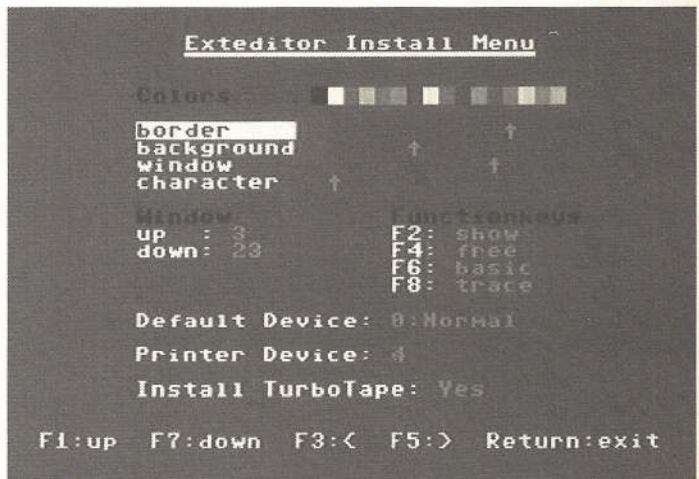 Exteditor Install Menu
Colors
border ↑
background ↑
window ↑
character ↑
Window Functionkeys
up : 3 F2: show
down: 23 F4: free
F6: basic
F8: trace
Default Device: 0:Normal
Printer Device: 4
Install TurboTape: Yes
F1:up F7:down F3:< F5:> Return:exit